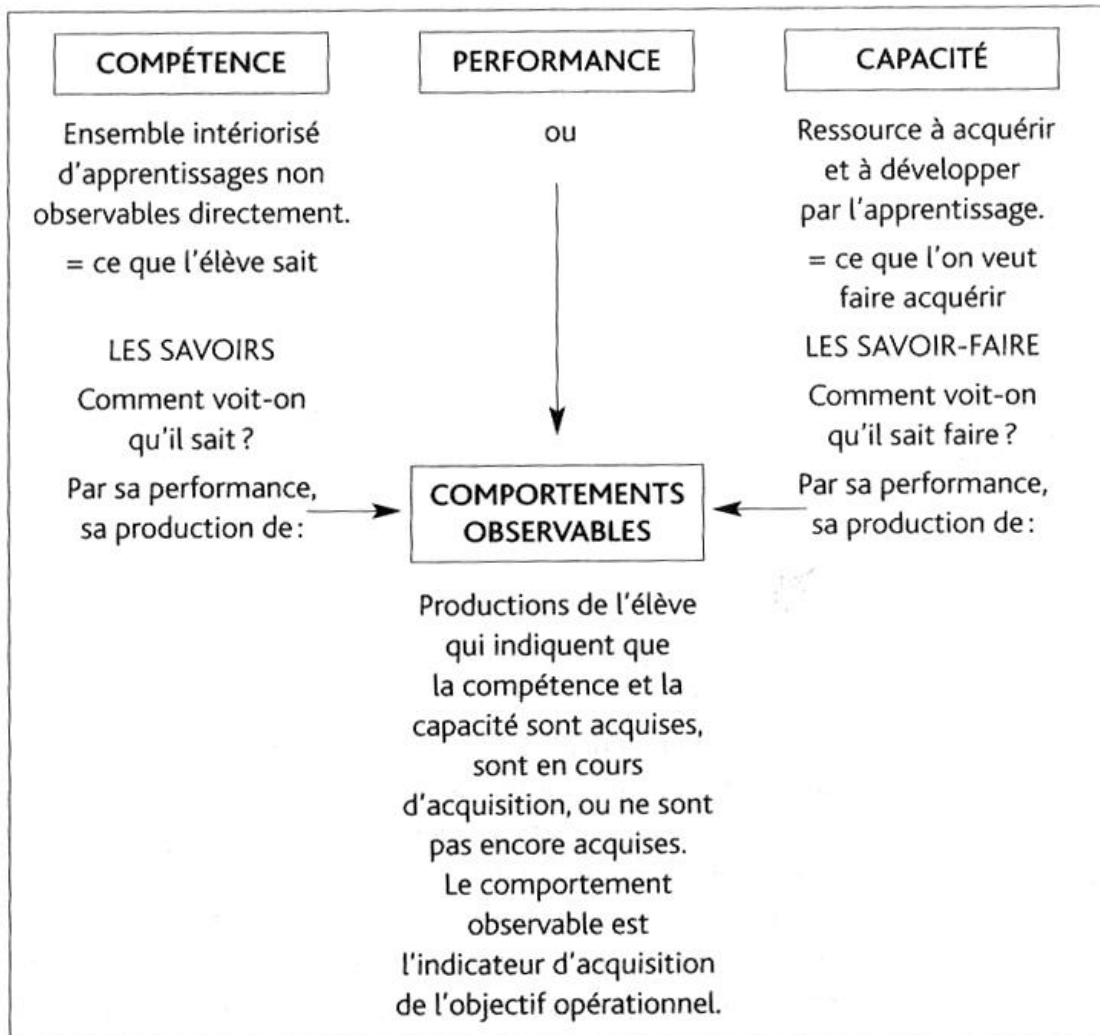 COMPÉTENCE
Ensemble intériorisé
d'apprentissages non
observables directement.
= ce que l'élève sait
LES SAVOIRS
Comment voit-on
qu'il sait ?
Par sa performance,
sa production de :
PERFORMANCE
ou
COMPORTEMENTS
OBSERVABLES
Productions de l'élève
qui indiquent que
la compétence et la
capacité sont acquises,
sont en cours
d'acquisition, ou ne sont
pas encore acquises.
Le comportement
observable est
l'indicateur d'acquisition
de l'objectif opérationnel.
CAPACITÉ
Ressource à acquérir
et à développer
par l'apprentissage.
= ce que l'on veut
faire acquérir
LES SAVOIR-FAIRE
Comment voit-on
qu'il sait faire ?
Par sa performance,
sa production de :